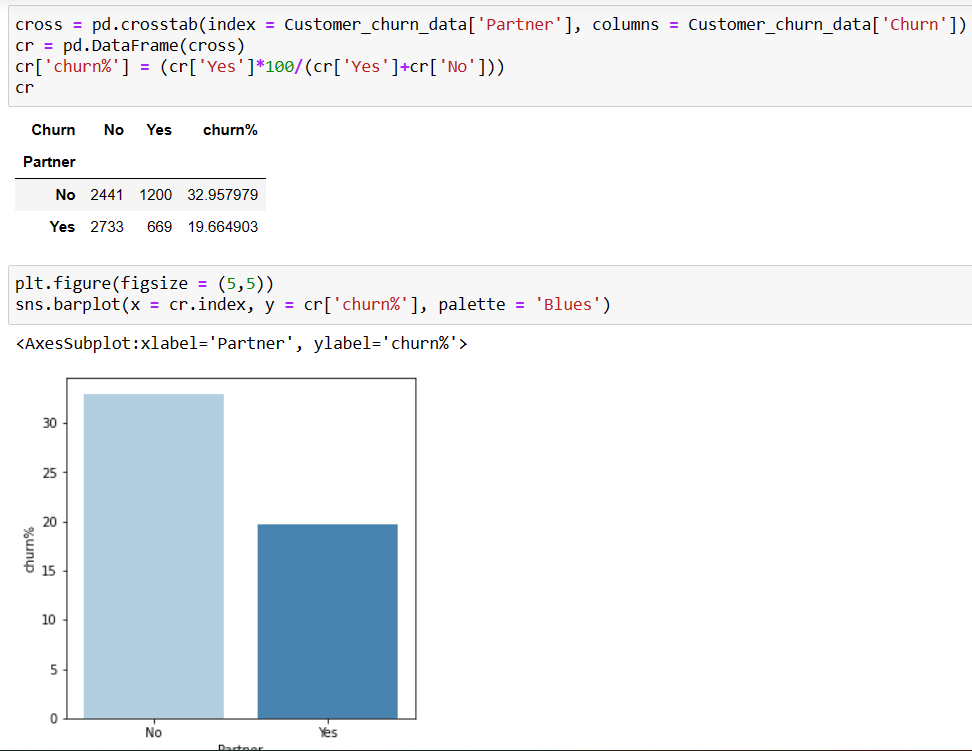 cross = pd.crosstab(index = Customer_churn_data['Partner'], columns = Customer_churn_data['Churn'])
cr = pd.DataFrame(cross)
cr['churn%'] = (cr['Yes']*100/(cr['Yes']+cr['No']))
cr
Churn No Yes churn%
Partner
No 2441 1200 32.957979
Yes 2733 669 19.664903
plt.figure(figsize = (5,5))
sns.barplot(x = cr.index, y = cr['churn%'], palette = 'Blues')
<AxesSubplot:xlabel='Partner', ylabel='churn%'>
30
25
20
15
10
5
0
churn%
No Yes
Partner